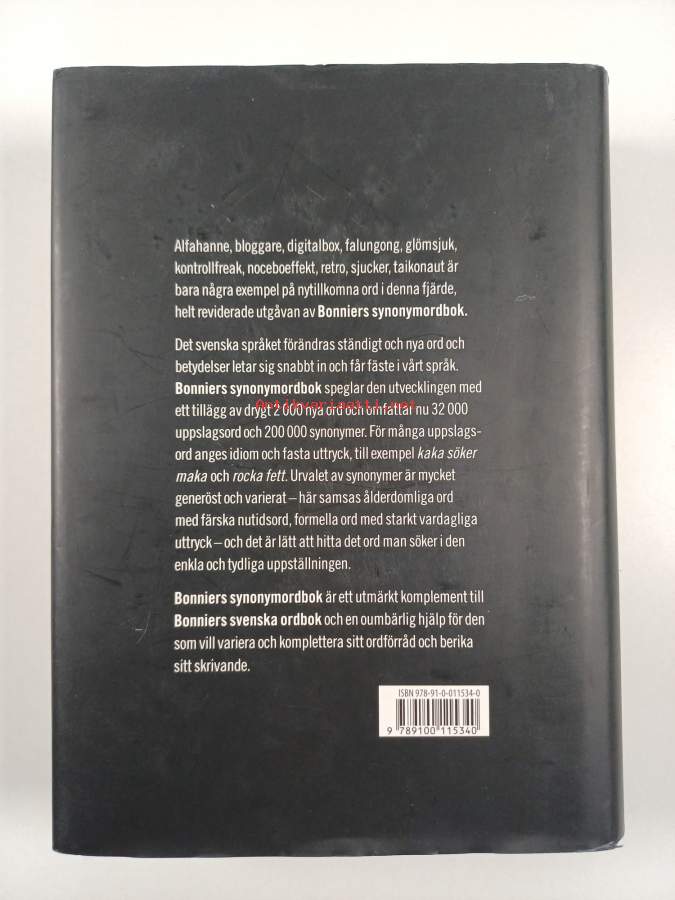 Alfahanne, bloggare, digitalbox, falungong, glömsjuk,
kontrollfreak, noceboeffekt, retro, sjucker, taikonaut är
bara några exempel på nytillkomna ord i denna fjärde,
helt reviderade utgåvan av Bonniers synonymordbok.
Det svenska språket förändras ständigt och nya ord och
betydelser letar sig snabbt in och får fäste i vårt språk.
Bonniers synonymordbok speglar den utvecklingen med
Antikvariaatti.net
ett tillägg av drygt 2 000 nya ord och omfattar nu 32 000
uppslagsord och 200 000 synonymer. För många uppslags-
ord anges idiom och fasta uttryck, till exempel kaka söker
maka och rocka fett. Urvalet av synonymer är mycket
generöst och varierat – här samsas ålderdomliga ord
med färska nutidsord, formella ord med starkt vardagliga
uttryck – och det är lätt att hitta det ord man söker i den
enkla och tydliga uppställningen.
Bonniers synonymordbok är ett utmärkt komplement till
Bonniers svenska ordbok och en oumbärlig hjälp för den
som vill variera och komplettera sitt ordförråd och berika
sitt skrivande.
ISBN 978-91-0-011534-0
9 789100 115340